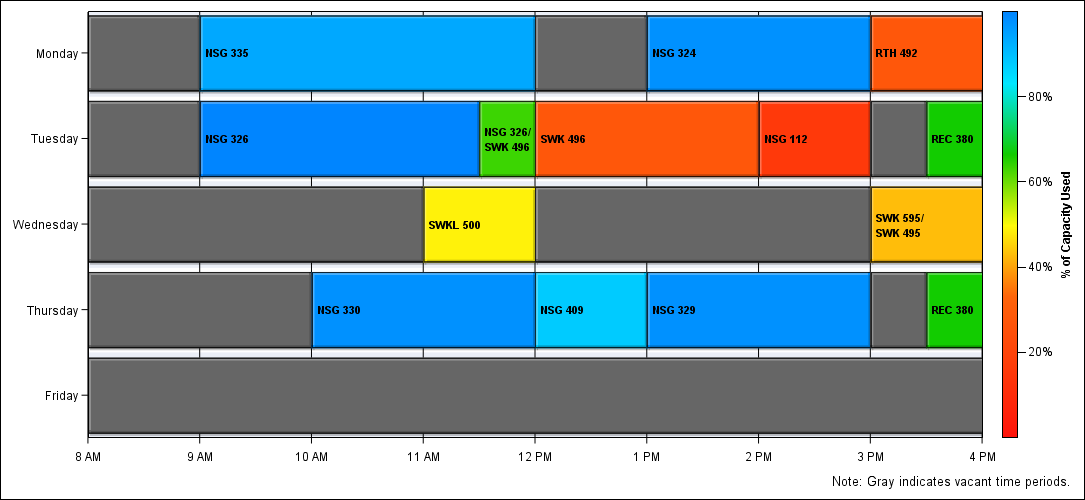 Monday
NSG 335
NSG 324
RTH 492
Tuesday
NSG 326
NSG 326/
SWK 496
SWK 496
NSG 112
REC 380
Wednesday
SWKL 500
SWK 595/
SWK 495
Thursday
NSG 330
NSG 409
NSG 329
REC 380
Friday
8 AM
9 AM
10 AM
11 AM
12 PM
1 PM
2 PM
3 PM
4 PM
80%
60%
40%
20%
% of Capacity Used
Note: Gray indicates vacant time periods.